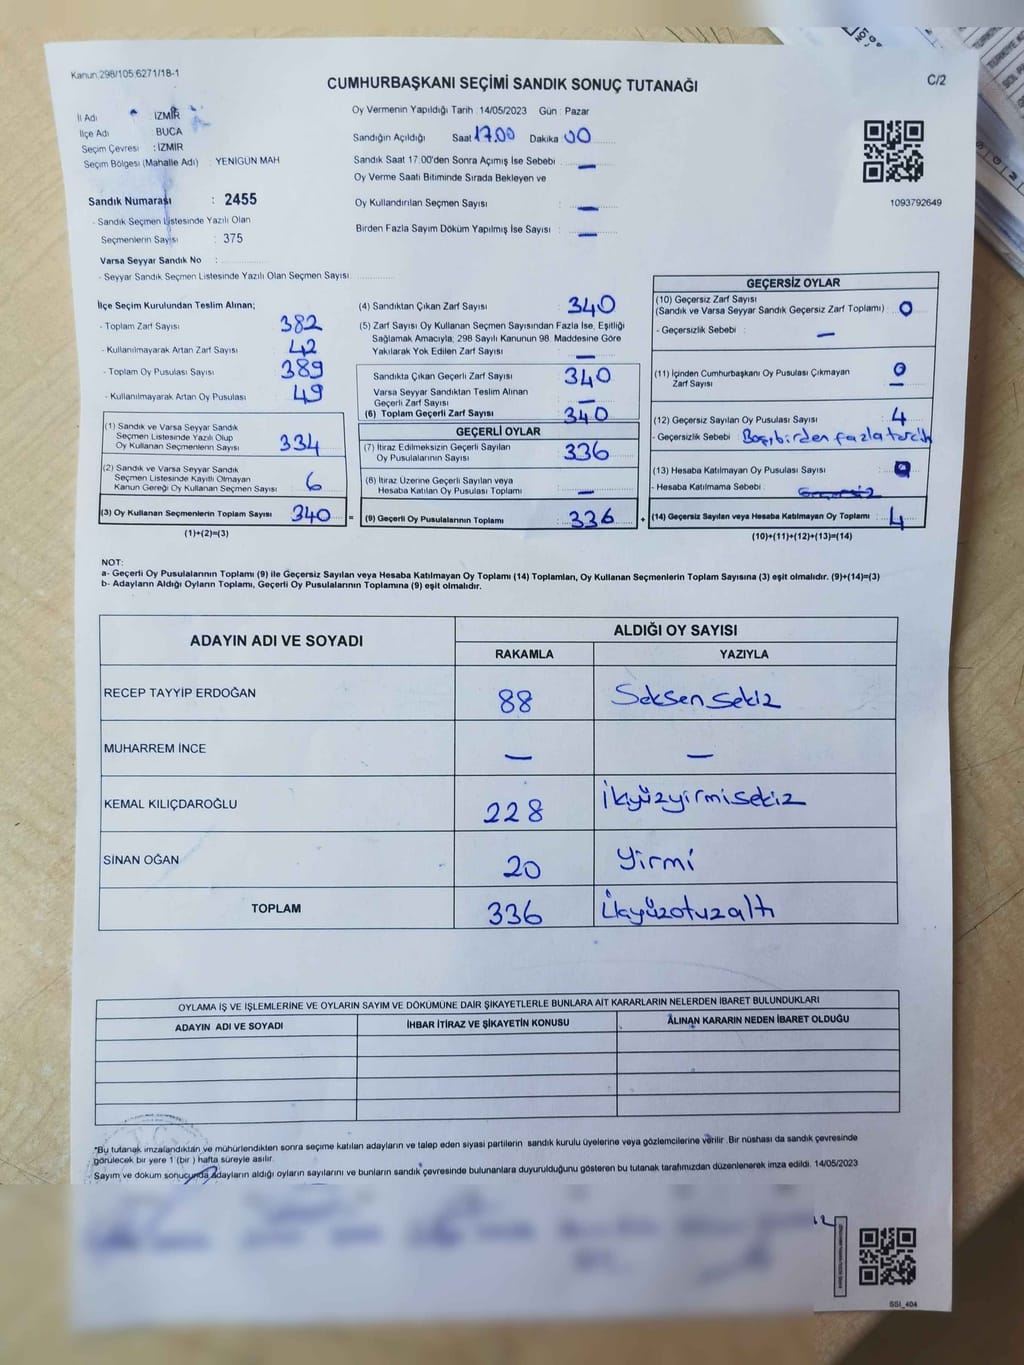 Kanun:298/105;6271/18-1
CUMHURBAŞKANI SEÇİMİ SANDIK SONUÇ TUTANAĞI
C/2
İl Adı İZMİR
İlçe Adı BUCA
Seçim Çevresi : İZMİR
Seçim Bölgesi (Mahalle Adı) : YENİGÜN MAH
Sandık Numarası : 2455
- Sandık Seçmen Listesinde Yazılı Olan
Seçmenlerin Sayısı : 375
Varsa Seyyar Sandık No :
- Seyyar Sandık Seçmen Listesinde Yazılı Olan Seçmen Sayısı:
Oy Vermenin Yapıldığı Tarih :14/05/2023 Gün : Pazar
Sandığın Açıldığı Saat 17.00 Dakika 00
Sandık Saat 17:00'den Sonra Açımış İse Sebebi : —
Oy Verme Saati Bitiminde Sırada Bekleyen ve
Oy Kullandırılan Seçmen Sayısı : —
Birden Fazla Sayım Döküm Yapılmış İse Sayısı : —
1093792649
İlçe Seçim Kurulundan Teslim Alınan;
- Toplam Zarf Sayısı 382
- Kullanılmayarak Artan Zarf Sayısı 42
- Toplam Oy Pusulası Sayısı 389
- Kullanılmayarak Artan Oy Pusulası 49
(1) Sandık ve Varsa Seyyar Sandık
Seçmen Listesinde Yazılı Olup
Oy Kullanan Seçmenlerin Sayısı 334
(2) Sandık ve Varsa Seyyar Sandık
Seçmen Listesinde Kayıtlı Olmayan
Kanun Gereği Oy Kullanan Seçmen Sayısı 6
(3) Oy Kullanan Seçmenlerin Toplam Sayısı 340 =
(1)+(2)=(3)
(4) Sandıktan Çıkan Zarf Sayısı 340
(5) Zarf Sayısı Oy Kullanan Seçmen Sayısından Fazla İse, Eşitliği
Sağlamak Amacıyla; 298 Sayılı Kanunun 98. Maddesine Göre
Yakılarak Yok Edilen Zarf Sayısı —
Sandıkta Çıkan Geçerli Zarf Sayısı 340
Varsa Seyyar Sandıktan Teslim Alınan
Geçerli Zarf Sayısı —
(6) Toplam Geçerli Zarf Sayısı 340
GEÇERLİ OYLAR
(7) İtiraz Edilmeksizin Geçerli Sayılan
Oy Pusulalarının Sayısı 336
(8) İtiraz Üzerine Geçerli Sayılan veya
Hesaba Katılan Oy Pusulası Toplamı —
(9) Geçerli Oy Pusulalarının Toplamı 336 +
GEÇERSİZ OYLAR
(10) Geçersiz Zarf Sayısı
(Sandık ve Varsa Seyyar Sandık Geçersiz Zarf Toplamı) : 0
- Geçersizlik Sebebi : —
(11) İçinden Cumhurbaşkanı Oy Pusulası Çıkmayan
Zarf Sayısı 0
(12) Geçersiz Sayılan Oy Pusulası Sayısı 4
- Geçersizlik Sebebi : Boş, birden fazla tercih
(13) Hesaba Katılmayan Oy Pusulası Sayısı
- Hesaba Katılmama Sebebi :
(14) Geçersiz Sayılan veya Hesaba Katılmayan Oy Toplamı : 4
(10)+(11)+(12)+(13)=(14)
NOT:
a- Geçerli Oy Pusulalarının Toplamı (9) ile Geçersiz Sayılan veya Hesaba Katılmayan Oy Toplamı (14) Toplamları, Oy Kullanan Seçmenlerin Toplam Sayısına (3) eşit olmalıdır. (9)+(14)=(3)
b- Adayların Aldığı Oyların Toplamı, Geçerli Oy Pusulalarının Toplamına (9) eşit olmalıdır.
ADAYIN ADI VE SOYADI
ALDIĞI OY SAYISI
RAKAMLA YAZIYLA
RECEP TAYYİP ERDOĞAN 88 Seksen sekiz
MUHARREM İNCE — —
KEMAL KILIÇDAROĞLU 228 İkyüzyirmisekiz
SİNAN OĞAN 20 Yirmi
TOPLAM 336 İkyüzotuzaltı
OYLAMA İŞ VE İŞLEMLERİNE VE OYLARIN SAYIM VE DÖKÜMÜNE DAİR ŞİKAYETLERLE BUNLARA AİT KARARLARIN NELERDEN İBARET BULUNDUKLARI
ADAYIN ADI VE SOYADI İHBAR İTİRAZ VE ŞİKAYETİN KONUSU ALINAN KARARIN NEDEN İBARET OLDUĞU
*Bu tutanak imzalandıktan ve mühürlendikten sonra seçime katılan adayların ve talep eden siyasi partilerin sandık kurulu üyelerine veya gözlemcilerine verilir .Bir nüshası da sandık çevresinde
görülecek bir yere 1 (bir ) hafta süreyle asılır.
Sayım ve döküm sonucunda adayların aldığı oyların sayılarını ve bunların sandık çevresinde bulunanlara duyurulduğunu gösteren bu tutanak tarafımızdan düzenlenerek imza edildi. 14/05/2023
SSI_404